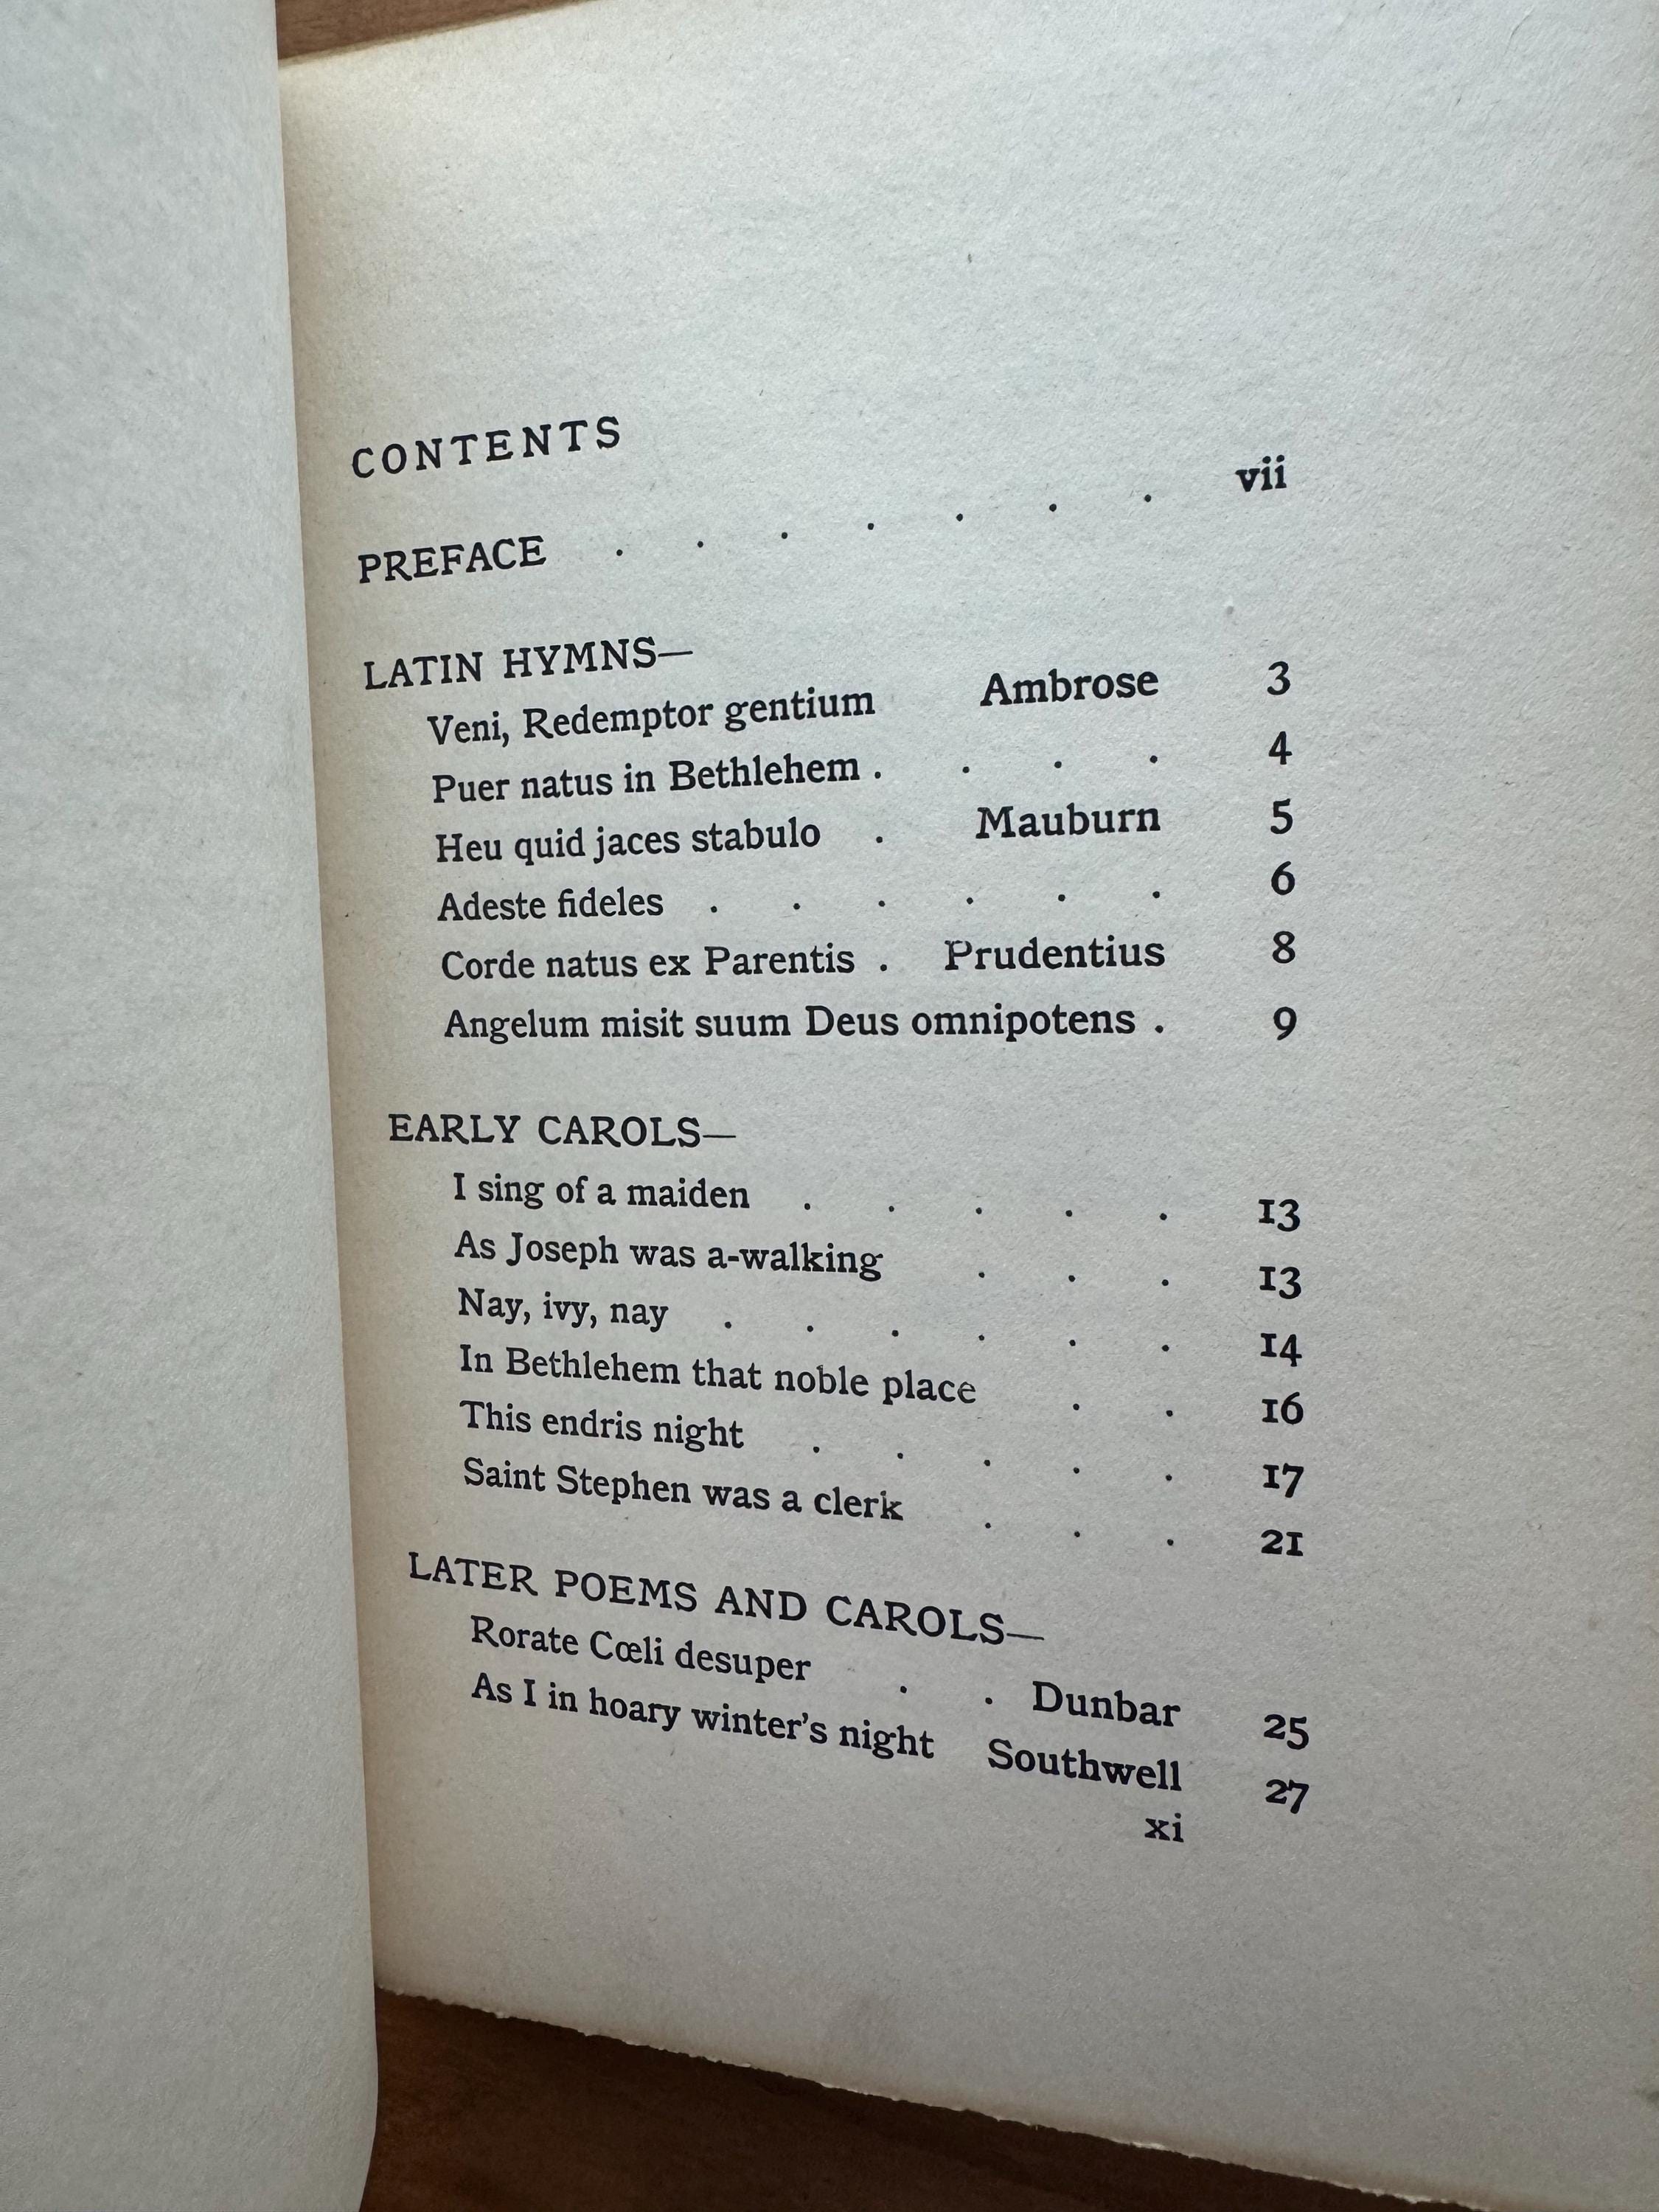 CONTENTS
PREFACE . . . . . . . vii
LATIN HYMNS—
Veni, Redemptor gentium Ambrose 3
Puer natus in Bethlehem . . . . 4
Heu quid jaces stabulo . Mauburn 5
Adeste fideles . . . . . . 6
Corde natus ex Parentis . Prudentius 8
Angelum misit suum Deus omnipotens . 9
EARLY CAROLS—
I sing of a maiden . . . . . 13
As Joseph was a-walking . . . 13
Nay, ivy, nay . . . . . . 14
In Bethlehem that noble place . . 16
This endris night . . . . . 17
Saint Stephen was a clerk . . . 21
LATER POEMS AND CAROLS—
Rorate Cœli desuper . . Dunbar 25
As I in hoary winter's night Southwell 27
xi